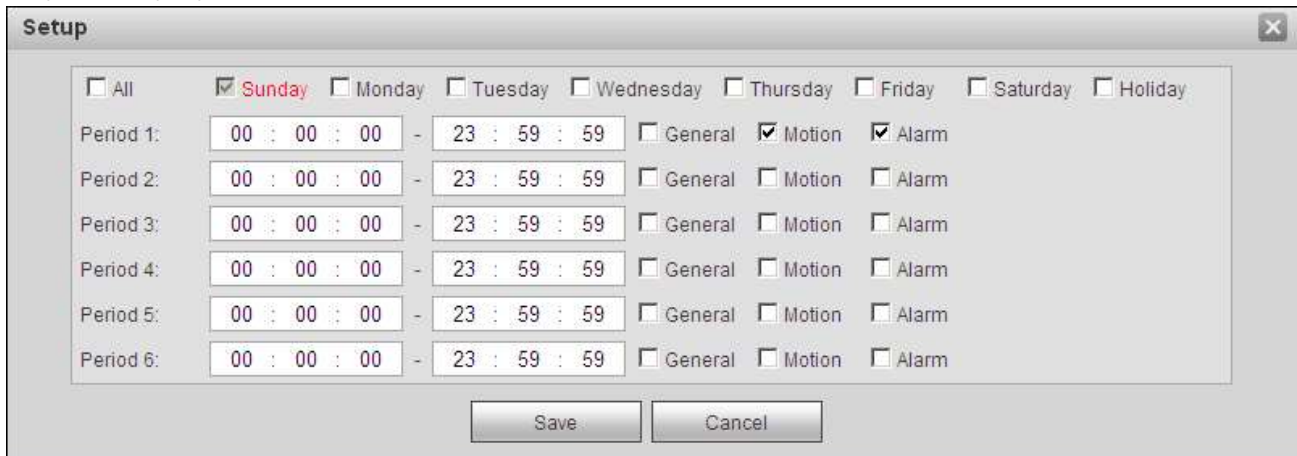 Setup
All Sunday Monday Tuesday Wednesday Thursday Friday Saturday Holiday
Period 1: 00 : 00 : 00 - 23 : 59 : 59 General Motion Alarm
Period 2: 00 : 00 : 00 - 23 : 59 : 59 General Motion Alarm
Period 3: 00 : 00 : 00 - 23 : 59 : 59 General Motion Alarm
Period 4: 00 : 00 : 00 - 23 : 59 : 59 General Motion Alarm
Period 5: 00 : 00 : 00 - 23 : 59 : 59 General Motion Alarm
Period 6: 00 : 00 : 00 - 23 : 59 : 59 General Motion Alarm
Save Cancel